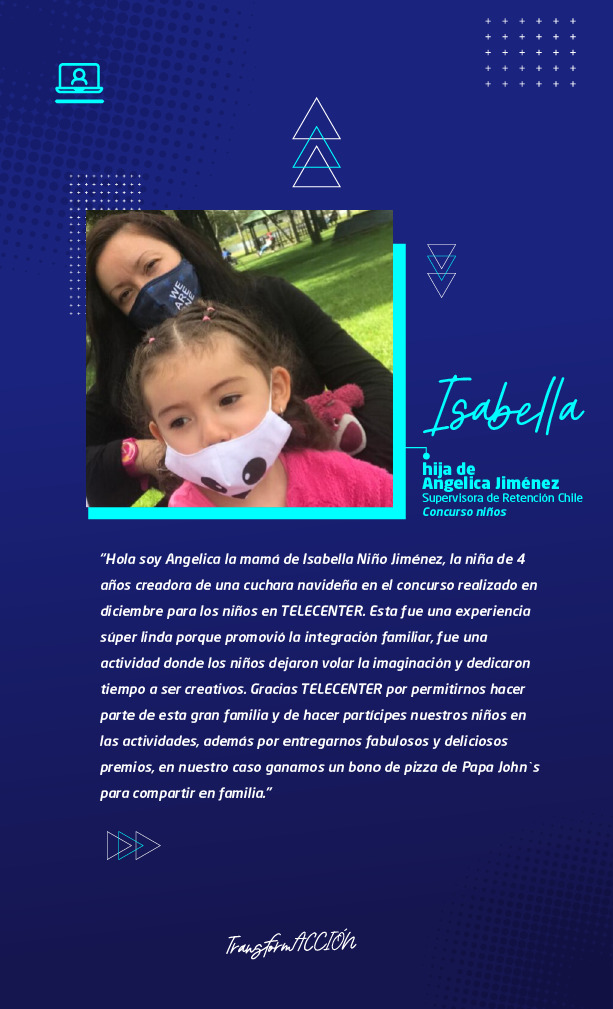 WE
ARE
Isabella
hija de
Angelica Jiménez
Supervisora de Retención Chile
Concurso niños
“Hola soy Angelica la mamá de Isabella Niño Jiménez, la niña de 4
años creadora de una cuchara navideña en el concurso realizado en
diciembre para los niños en TELECENTER. Esta fue una experiencia
súper linda porque promovió la integración familiar, fue una
actividad donde los niños dejaron volar la imaginación y dedicaron
tiempo a ser creativos. Gracias TELECENTER por permitirnos hacer
parte de esta gran familia y de hacer partícipes nuestros niños en
las actividades, además por entregarnos fabulosos y deliciosos
premios, en nuestro caso ganamos un bono de pizza de Papa John`s
para compartir en familia.”
TransformACCIÓN